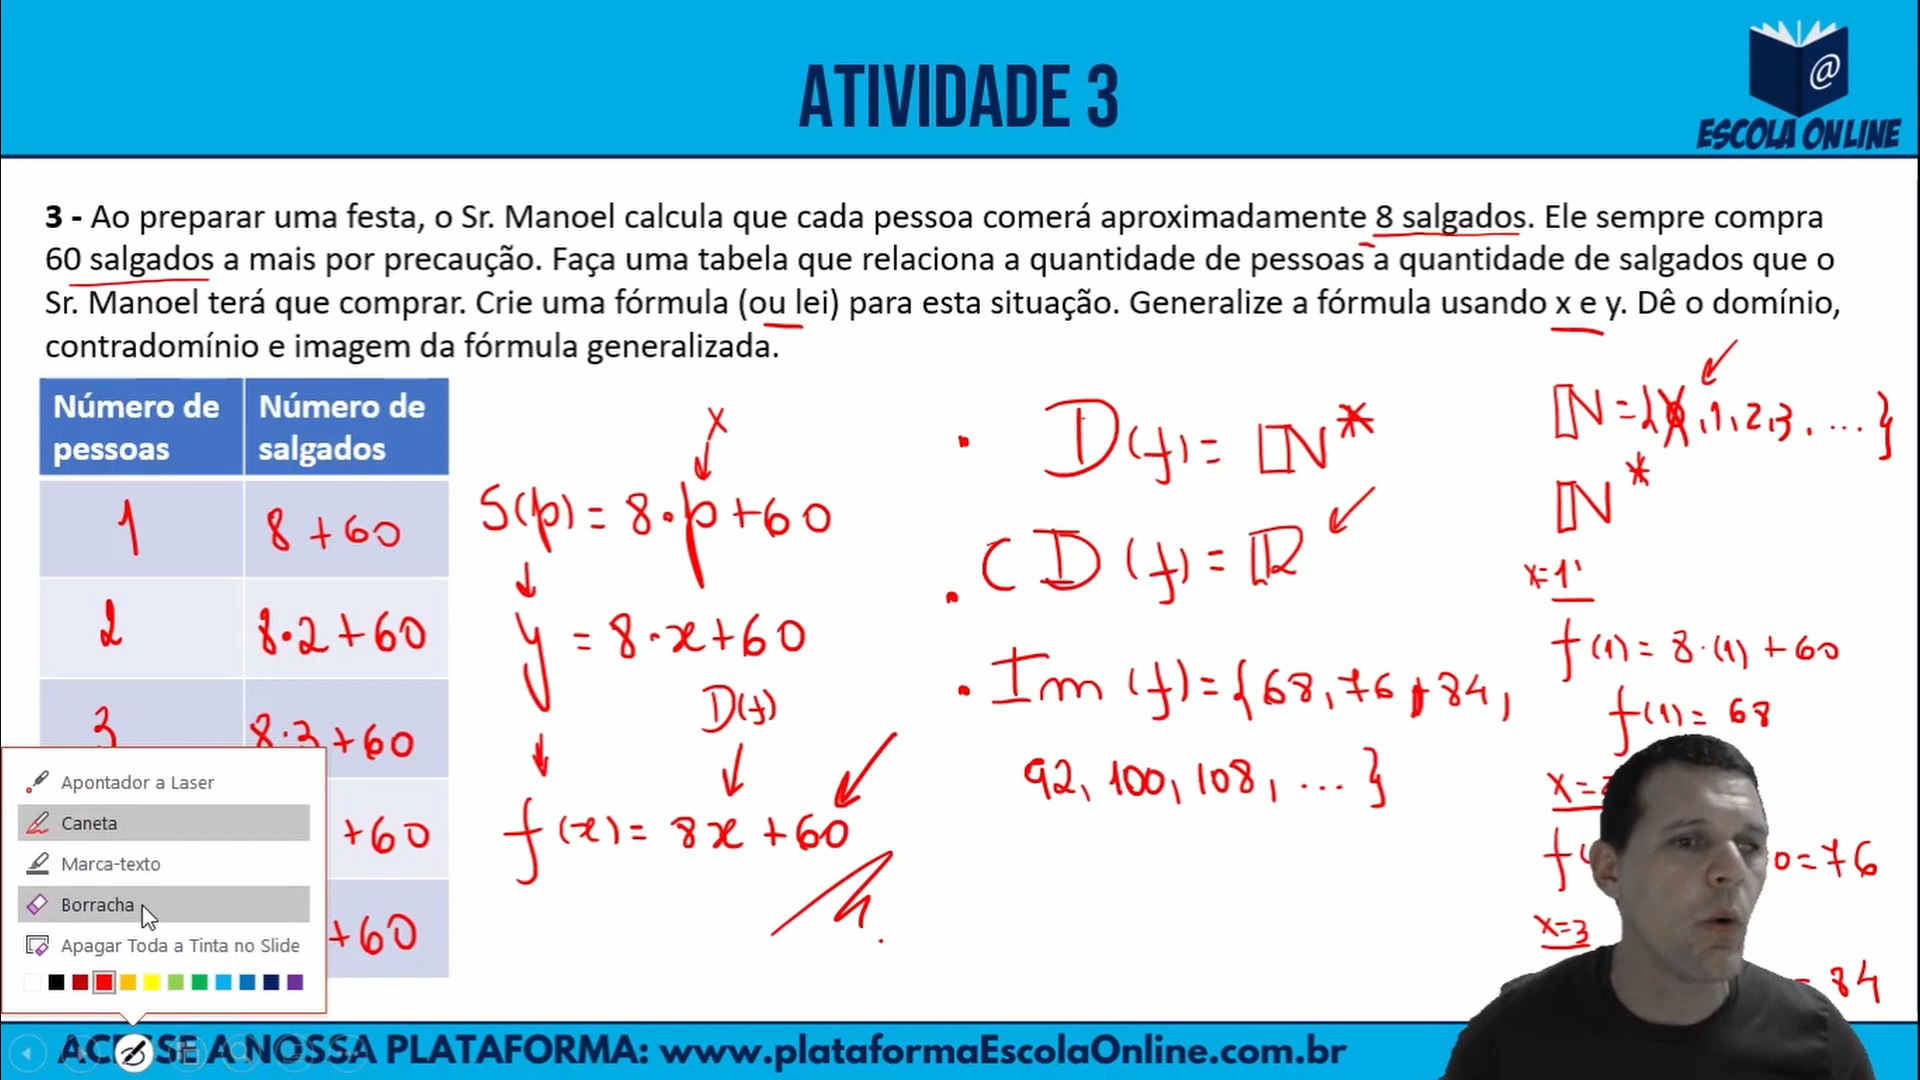 ATIVIDADE 3
@
ESCOLA ONLINE
3 - Ao preparar uma festa, o Sr. Manoel calcula que cada pessoa comerá aproximadamente 8 salgados. Ele sempre compra
60 salgados a mais por precaução. Faça uma tabela que relaciona a quantidade de pessoas a quantidade de salgados que o
Sr. Manoel terá que comprar. Crie uma fórmula (ou lei) para esta situação. Generalize a fórmula usando x e y. Dê o domínio,
contradomínio e imagem da fórmula generalizada.
Número de pessoas
Número de salgados
1
8 + 60
2
8·2+60
3
8·3+60
+60
+60
x
S(p) = 8·p+60
y = 8·x+60
D(f)
f(x) = 8x +60
• D(f) = ℕ*
• CD(f) = ℝ
• Im(f) = {68, 76, 84,
92, 100, 108, ... }
ℕ = {0, 1, 2, 3, ... }
ℕ*
x=1
f(1) = 8·(1) +60
f(1) = 68
x=
f(
0=76
x=3
= 84
Apontador a Laser
Caneta
Marca-texto
Borracha
Apagar Toda a Tinta no Slide
ACESSE A NOSSA PLATAFORMA: www.plataformaEscolaOnline.com.br